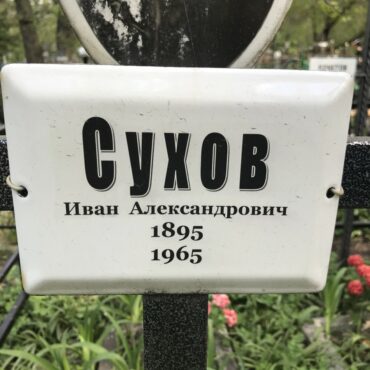 Сухов
Иван Александрович
1895
1965